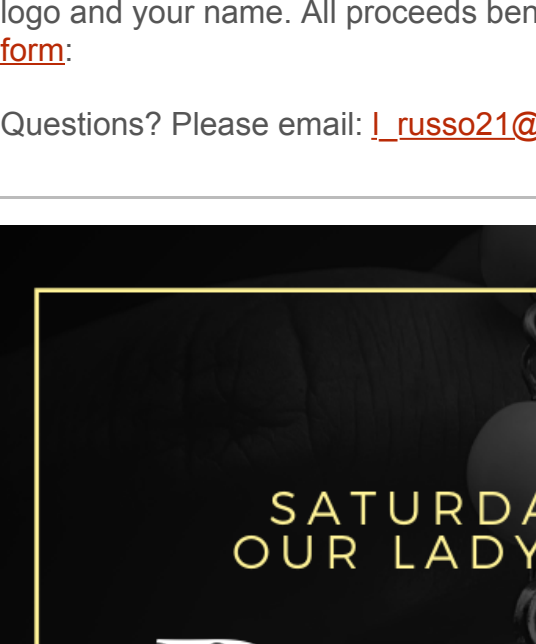 logo and your name. All proceeds ben
form:
Questions? Please email: l_russo21@
SATURDA
OUR LADY